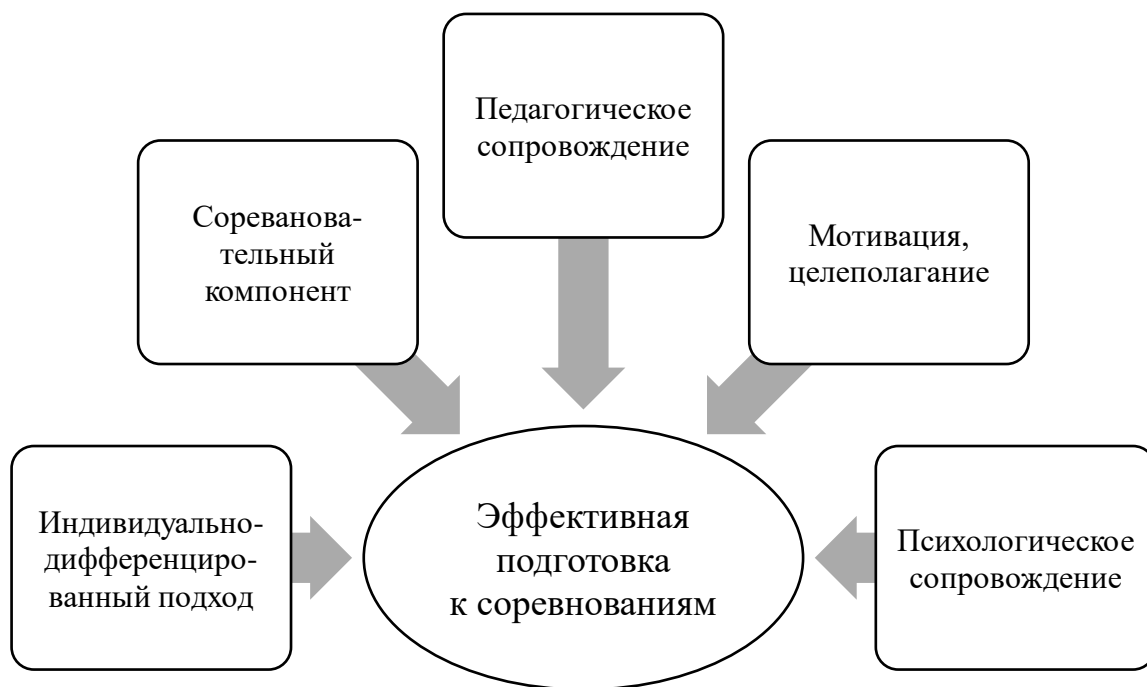 Педагогическое
сопровождение
Соревнова-
тельный
компонент
Мотивация,
целеполагание
Индивидуально-
дифференциро-
ванный подход
Эффективная
подготовка
к соревнованиям
Психологическое
сопровождение